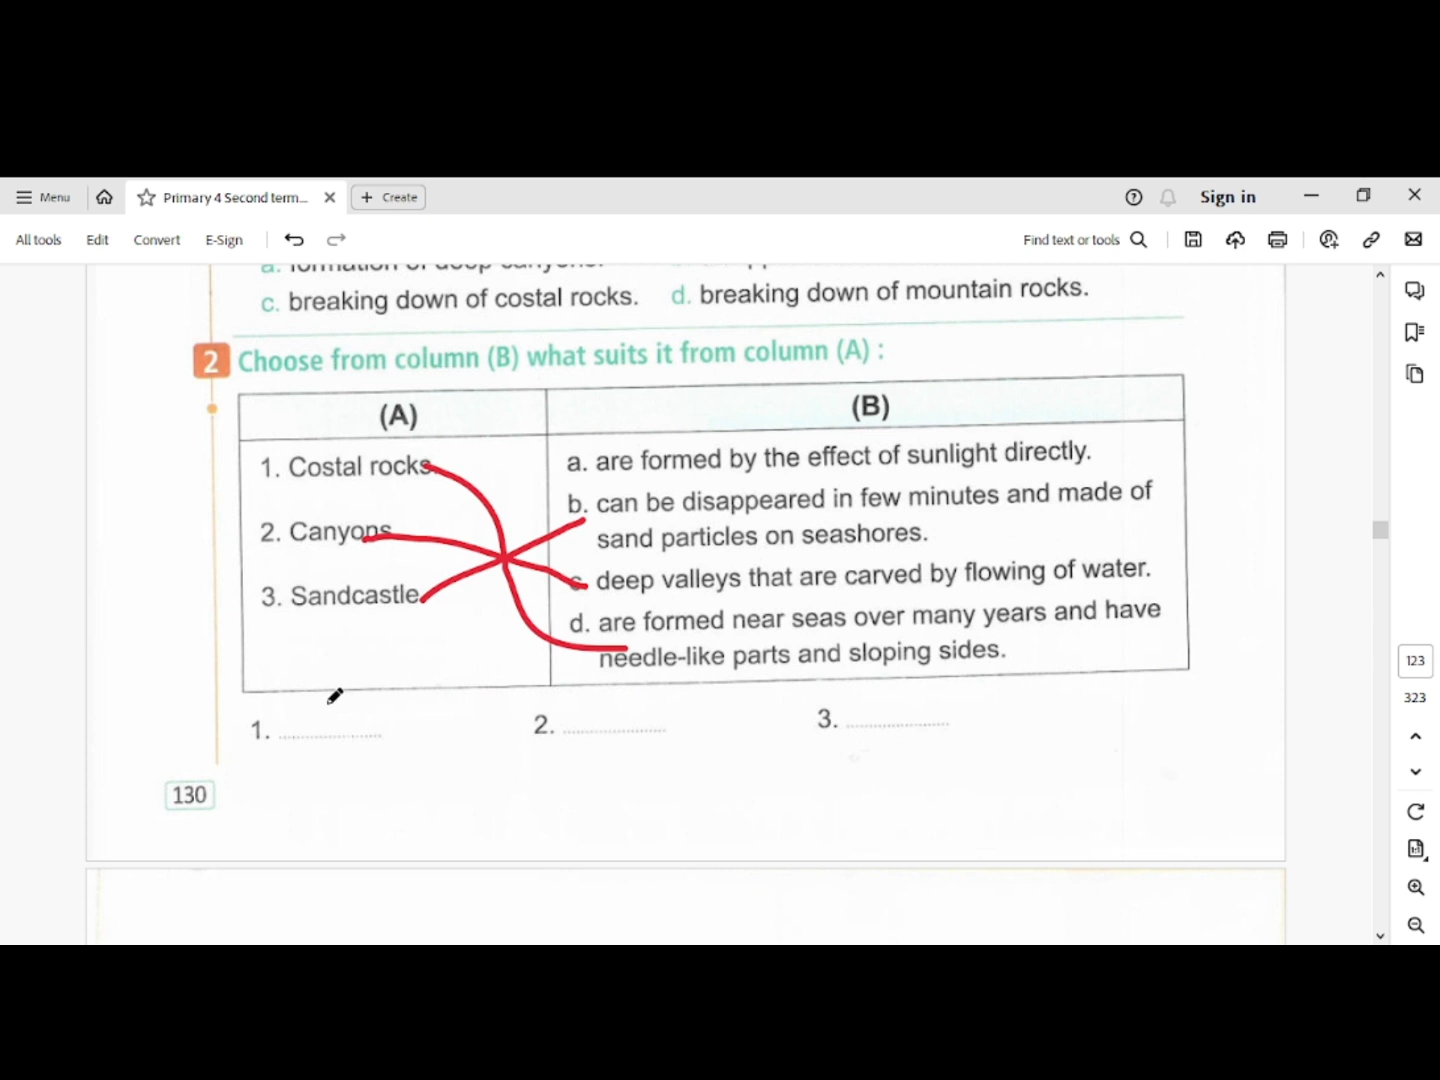 Menu
Primary 4 Second term...
Create
Sign in
All tools
Edit
Convert
E-Sign
Find text or tools
c. breaking down of costal rocks. d. breaking down of mountain rocks.
2 Choose from column (B) what suits it from column (A) :
(A)
(B)
1. Costal rocks
2. Canyons
3. Sandcastle
a. are formed by the effect of sunlight directly.
b. can be disappeared in few minutes and made of
sand particles on seashores.
c. deep valleys that are carved by flowing of water.
d. are formed near seas over many years and have
needle-like parts and sloping sides.
1. .................... 2. .................... 3. ....................
130
123
323